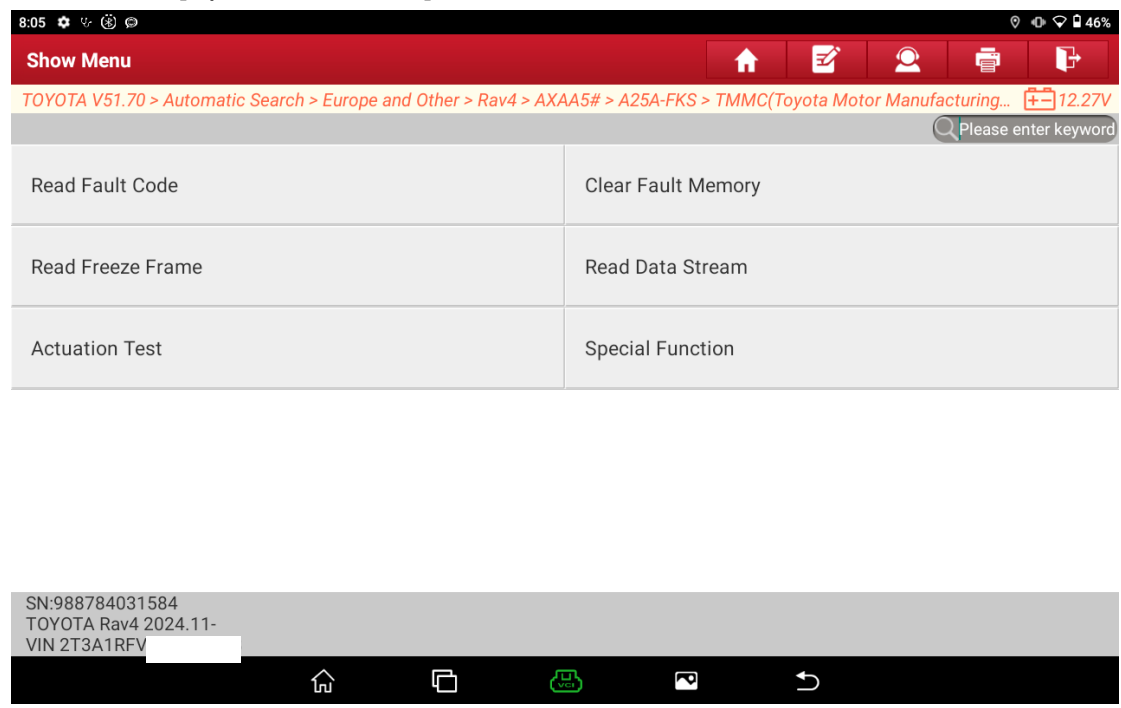 8:05 46%
Show Menu
TOYOTA V51.70 > Automatic Search > Europe and Other > Rav4 > AXAA5# > A25A-FKS > TMMC(Toyota Motor Manufacturing... 12.27V
Please enter keyword
Read Fault Code
Clear Fault Memory
Read Freeze Frame
Read Data Stream
Actuation Test
Special Function
SN:988784031584
TOYOTA Rav4 2024.11-
VIN 2T3A1RFV
VCI